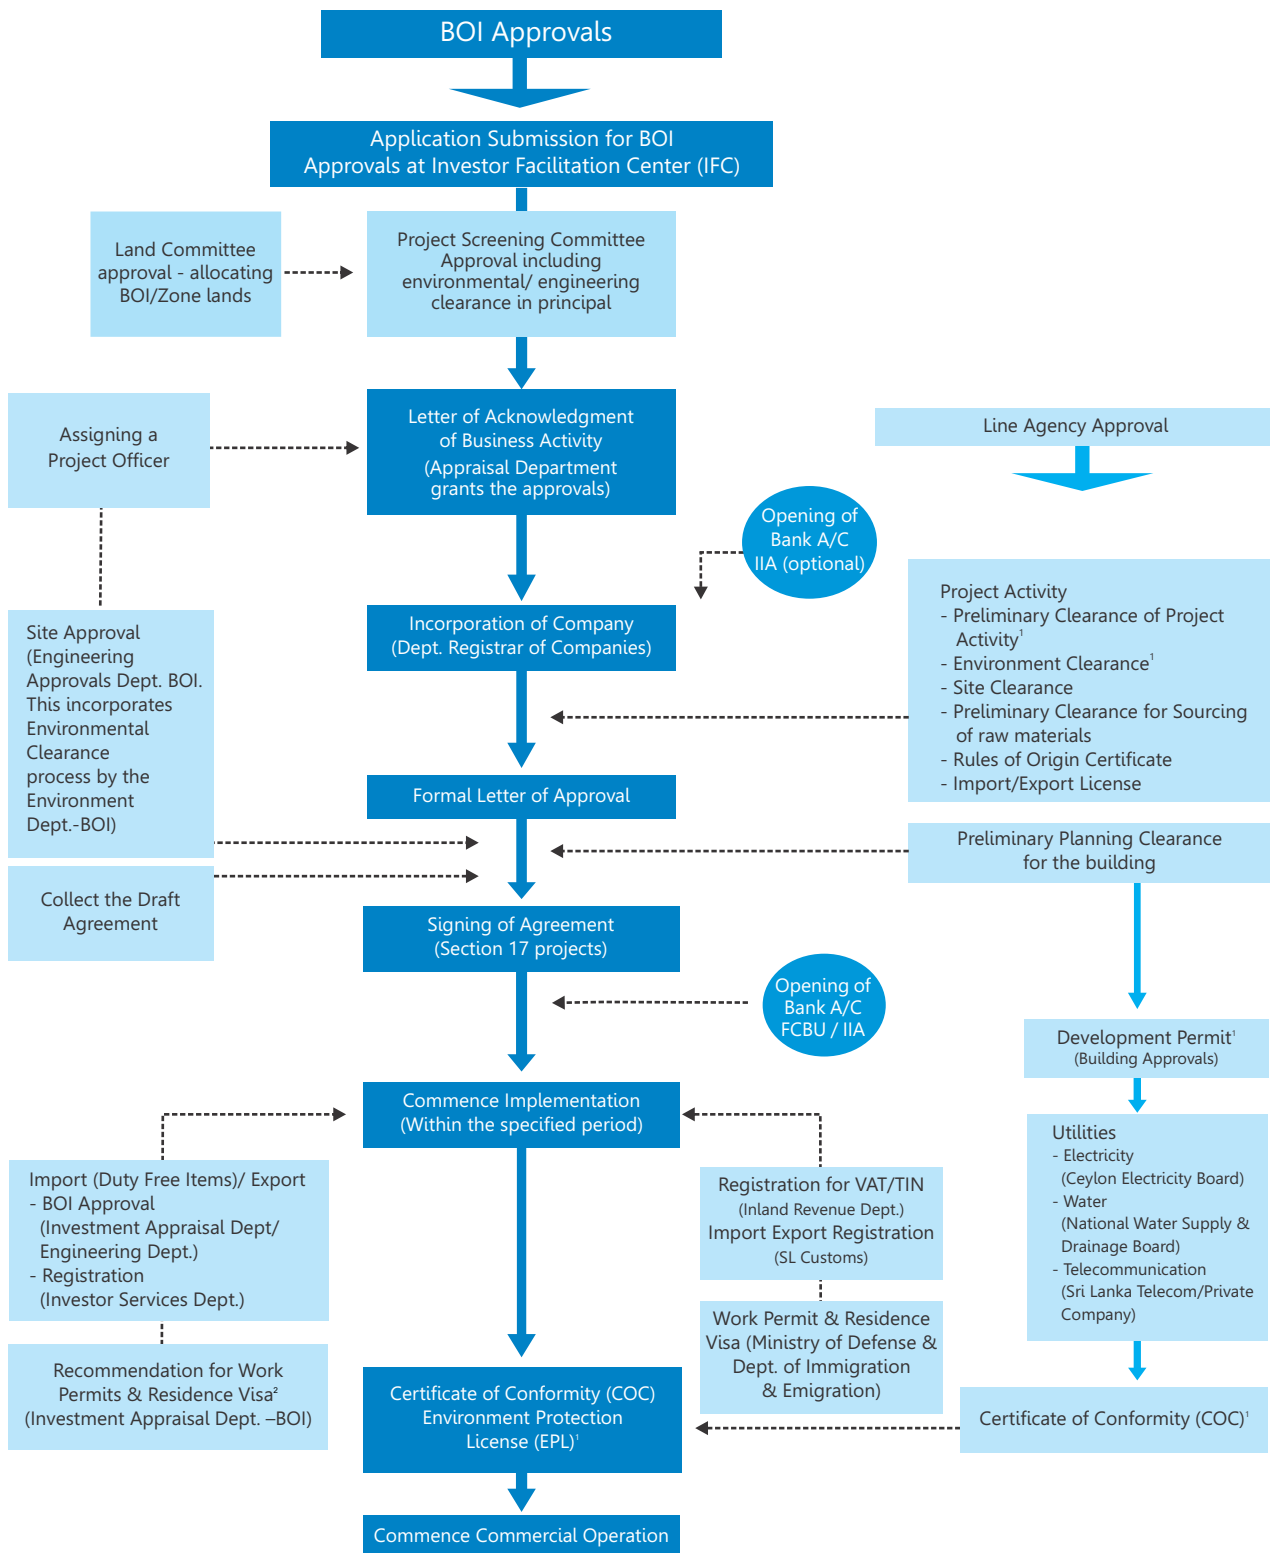 BOI Approvals
Application Submission for BOI
Approvals at Investor Facilitation Center (IFC)
Land Committee
approval - allocating
BOI/Zone lands
Project Screening Committee
Approval including
environmental/ engineering
clearance in principal
Assigning a
Project Officer
Letter of Acknowledgment
of Business Activity
(Appraisal Department
grants the approvals)
Line Agency Approval
Opening of
Bank A/C
IIA (optional)
Site Approval
(Engineering
Approvals Dept. BOI.
This incorporates
Environmental
Clearance
process by the
Environment
Dept.-BOI)
Incorporation of Company
(Dept. Registrar of Companies)
Project Activity
- Preliminary Clearance of Project
Activity¹
- Environment Clearance¹
- Site Clearance
- Preliminary Clearance for Sourcing
of raw materials
- Rules of Origin Certificate
- Import/Export License
Formal Letter of Approval
Preliminary Planning Clearance
for the building
Collect the Draft
Agreement
Signing of Agreement
(Section 17 projects)
Opening of
Bank A/C
FCBU / IIA
Development Permit¹
(Building Approvals)
Commence Implementation
(Within the specified period)
Utilities
- Electricity
(Ceylon Electricity Board)
- Water
(National Water Supply &
Drainage Board)
- Telecommunication
(Sri Lanka Telecom/Private
Company)
Import (Duty Free Items)/ Export
- BOI Approval
(Investment Appraisal Dept/
Engineering Dept.)
- Registration
(Investor Services Dept.)
Registration for VAT/TIN
(Inland Revenue Dept.)
Import Export Registration
(SL Customs)
Work Permit & Residence
Visa (Ministry of Defense &
Dept. of Immigration
& Emigration)
Recommendation for Work
Permits & Residence Visa²
(Investment Appraisal Dept. –BOI)
Certificate of Conformity (COC)
Environment Protection
License (EPL)¹
Certificate of Conformity (COC)¹
Commence Commercial Operation